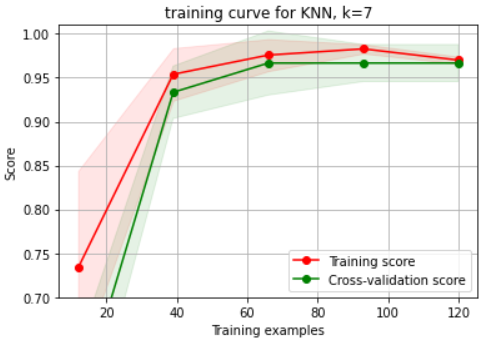 training curve for KNN, k=7
1.00
0.95
0.90
0.85
0.80
0.75
0.70
Score
Training score
Cross-validation score
20 40 60 80 100 120
Training examples